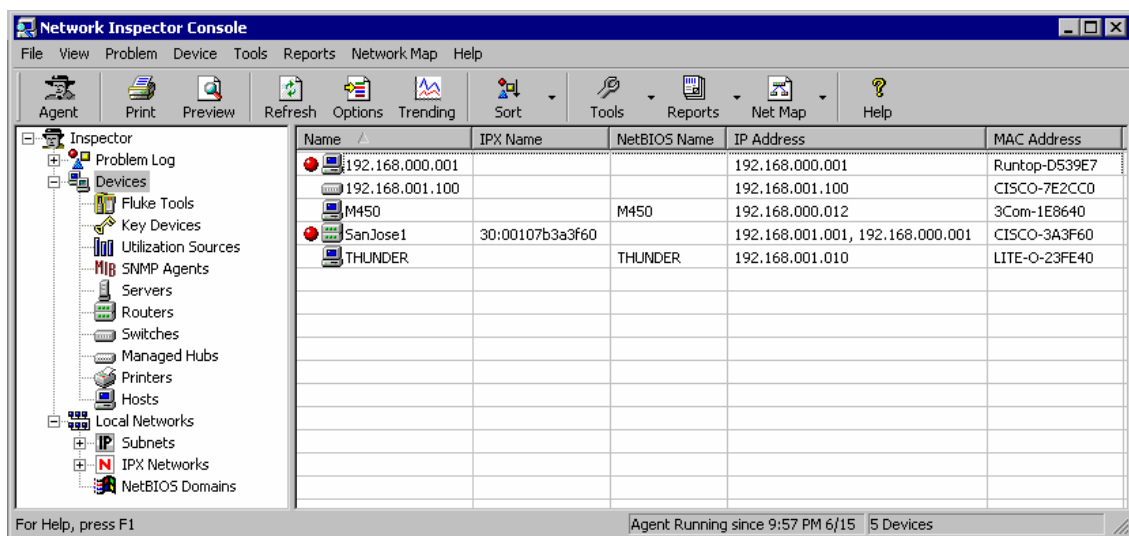 Network Inspector Console
File View Problem Device Tools Reports Network Map Help
Agent Print Preview Refresh Options Trending Sort Tools Reports Net Map Help
Inspector
Problem Log
Devices
Fluke Tools
Key Devices
Utilization Sources
MIB SNMP Agents
Servers
Routers
Switches
Managed Hubs
Printers
Hosts
Local Networks
IP Subnets
N IPX Networks
NetBIOS Domains
Name IPX Name NetBIOS Name IP Address MAC Address
192.168.000.001 192.168.000.001 Runtop-D539E7
192.168.001.100 192.168.001.100 CISCO-7E2CC0
M450 M450 192.168.000.012 3Com-1E8640
SanJose1 30:00107b3a3f60 192.168.001.001, 192.168.000.001 CISCO-3A3F60
THUNDER THUNDER 192.168.001.010 LITE-O-23FE40
For Help, press F1 Agent Running since 9:57 PM 6/15 5 Devices